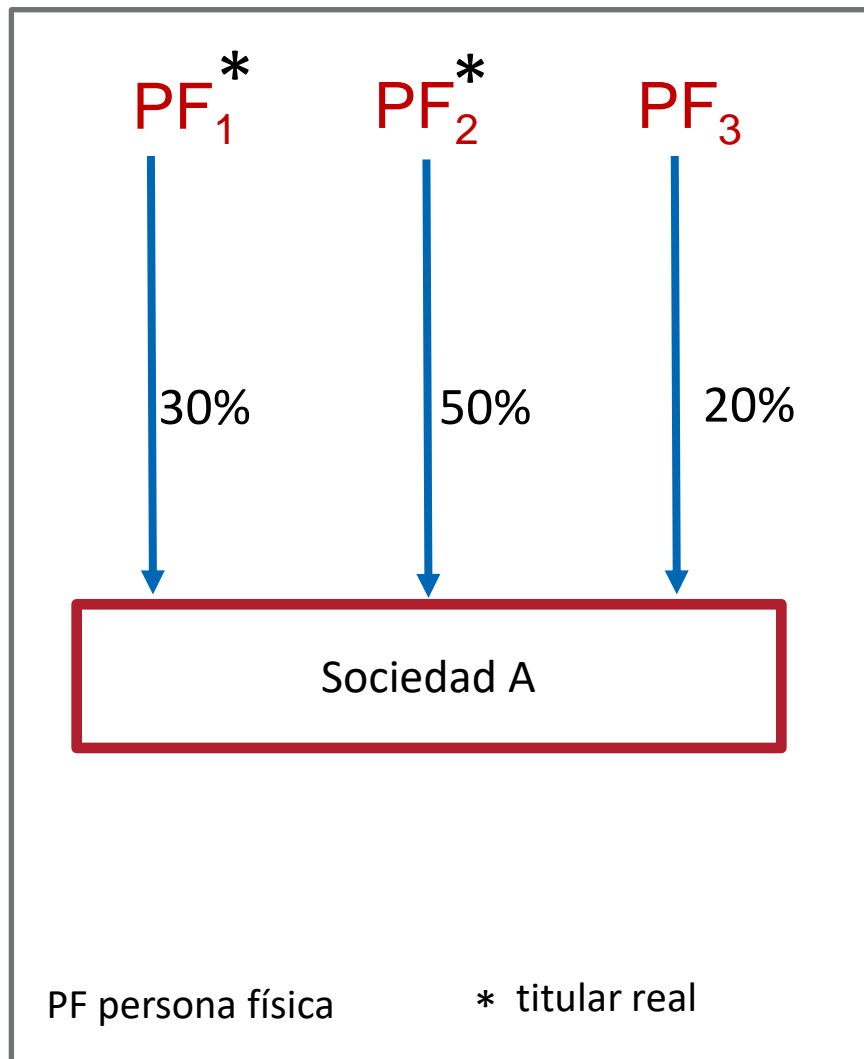 PF₁* PF₂* PF₃
30% 50% 20%
Sociedad A
PF persona física * titular real